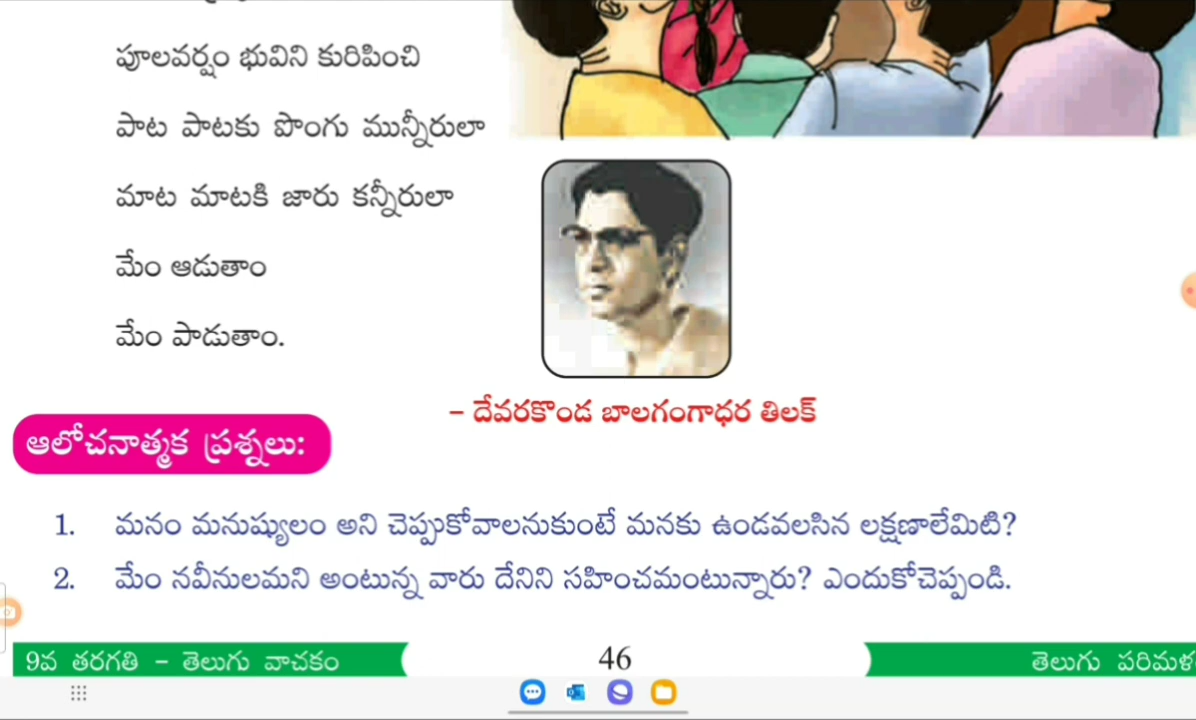 పూలవర్షం భువిని కురిపించి
పాట పాటకు పొంగు మున్నీరులా
మాట మాటకి జారు కన్నీరులా
మేం ఆడుతాం
మేం పాడుతాం.
– దేవరకొండ బాలగంగాధర తిలక్
ఆలోచనాత్మక ప్రశ్నలు:
1. మనం మనుష్యులం అని చెప్పుకోవాలనుకుంటే మనకు ఉండవలసిన లక్షణాలేమిటి?
2. మేం నవీనులమని అంటున్న వారు దేనిని సహించమంటున్నారు? ఎందుకోచెప్పండి.
9వ తరగతి – తెలుగు వాచకం
46
తెలుగు పరిమళ